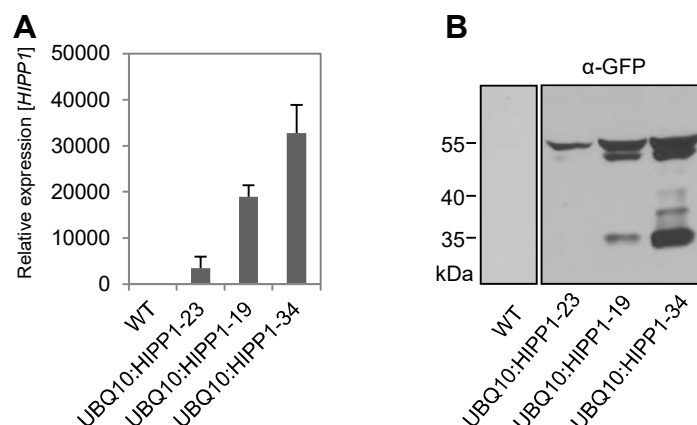 A
Relative expression [HIPP1]
50000
40000
30000
20000
10000
0
WT
UBQ10:HIPP1-23
UBQ10:HIPP1-19
UBQ10:HIPP1-34
B
α-GFP
55
40
35
kDa
WT
UBQ10:HIPP1-23
UBQ10:HIPP1-19
UBQ10:HIPP1-34